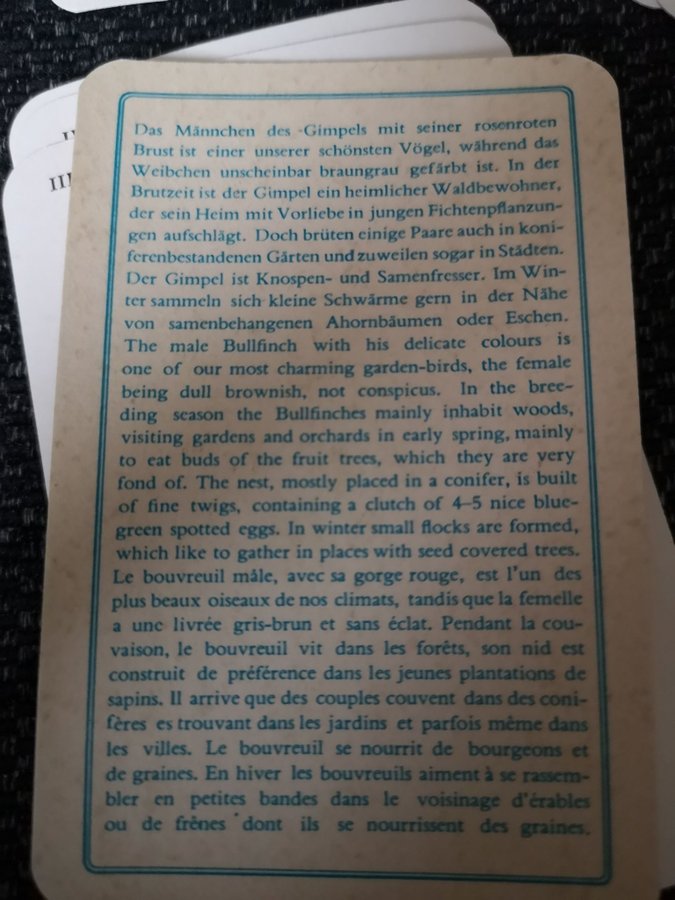 II
III
Das Männchen des Gimpels mit seiner rosenroten
Brust ist einer unserer schönsten Vögel, während das
Weibchen unscheinbar braungrau gefärbt ist. In der
Brutzeit ist der Gimpel ein heimlicher Waldbewohner,
der sein Heim mit Vorliebe in jungen Fichtenpflanzun-
gen aufschlägt. Doch brüten einige Paare auch in koni-
ferenbestandenen Gärten und zuweilen sogar in Städten.
Der Gimpel ist Knospen- und Samenfresser. Im Win-
ter sammeln sich kleine Schwärme gern in der Nähe
von samenbehangenen Ahornbäumen oder Eschen.
The male Bullfinch with his delicate colours is
one of our most charming garden-birds, the female
being dull brownish, not conspicus. In the bree-
ding season the Bullfinches mainly inhabit woods,
visiting gardens and orchards in early spring, mainly
to eat buds of the fruit trees, which they are very
fond of. The nest, mostly placed in a conifer, is built
of fine twigs, containing a clutch of 4–5 nice blue-
green spotted eggs. In winter small flocks are formed,
which like to gather in places with seed covered trees.
Le bouvreuil mâle, avec sa gorge rouge, est l'un des
plus beaux oiseaux de nos climats, tandis que la femelle
a une livrée gris-brun et sans éclat. Pendant la cou-
vaison, le bouvreuil vit dans les forêts, son nid est
construit de préférence dans les jeunes plantations de
sapins. Il arrive que des couples couvent dans des coni-
fères es trouvant dans les jardins et parfois même dans
les villes. Le bouvreuil se nourrit de bourgeons et
de graines. En hiver les bouvreuils aiment à se rassem-
bler en petites bandes dans le voisinage d'érables
ou de frênes dont ils se nourrissent des graines.